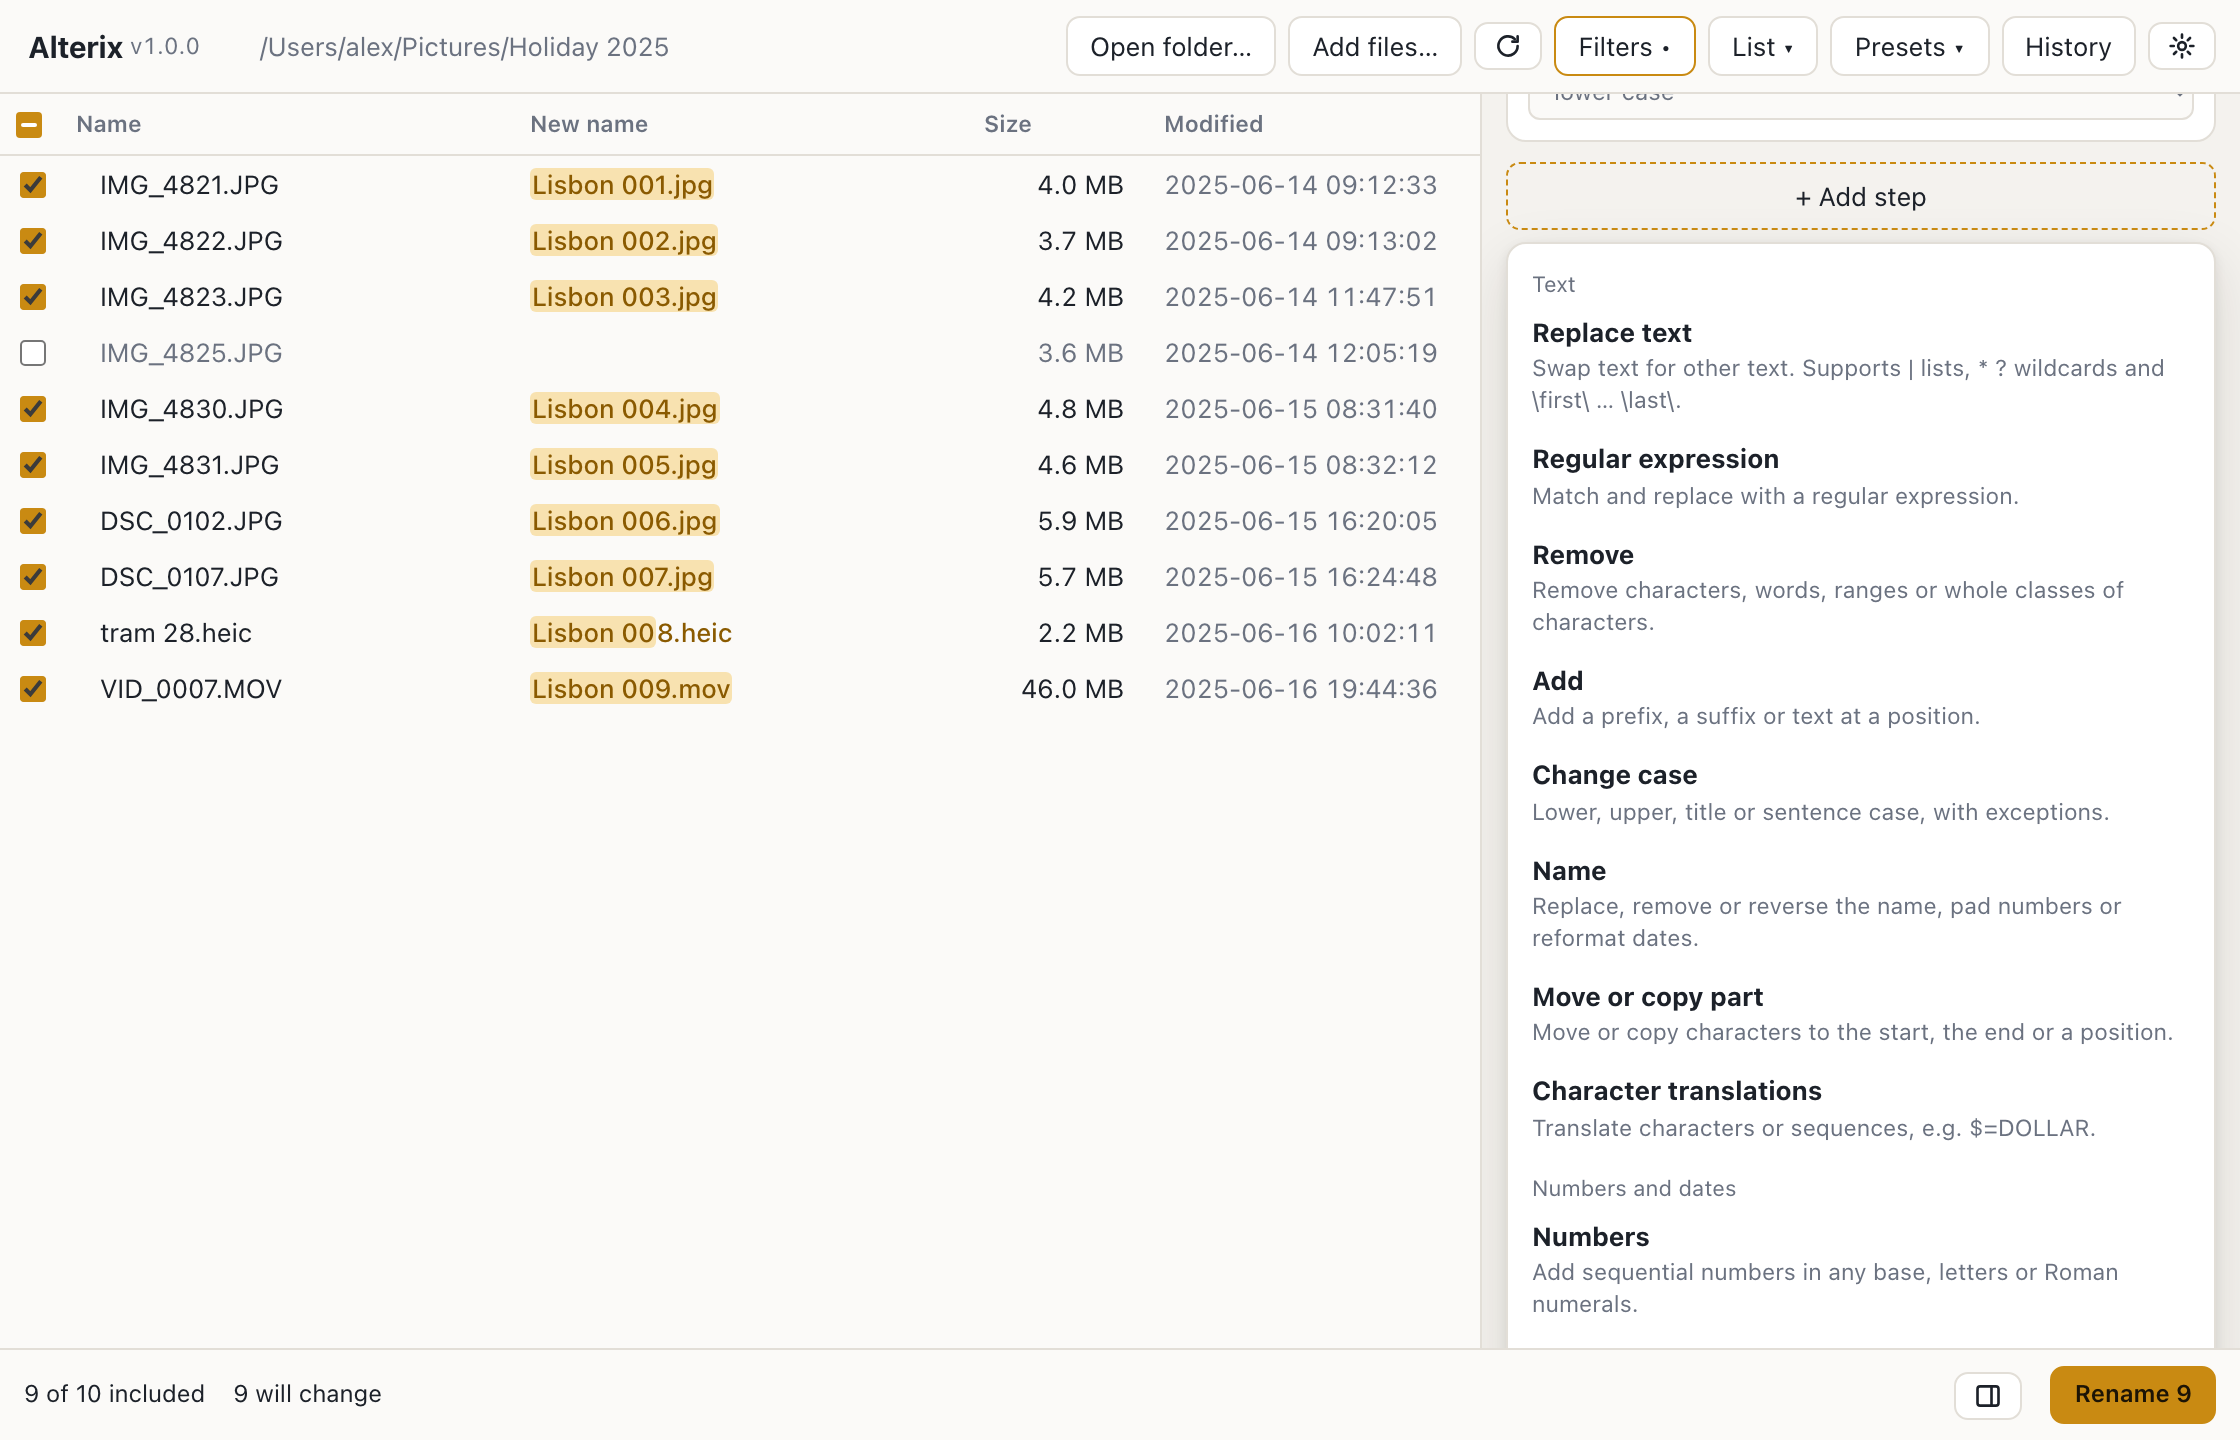 Alterix v1.0.0 /Users/alex/Pictures/Holiday 2025 Open folder... Add files... Filters • List ▾ Presets ▾ History
Name New name Size Modified
IMG_4821.JPG Lisbon 001.jpg 4.0 MB 2025-06-14 09:12:33
IMG_4822.JPG Lisbon 002.jpg 3.7 MB 2025-06-14 09:13:02
IMG_4823.JPG Lisbon 003.jpg 4.2 MB 2025-06-14 11:47:51
IMG_4825.JPG 3.6 MB 2025-06-14 12:05:19
IMG_4830.JPG Lisbon 004.jpg 4.8 MB 2025-06-15 08:31:40
IMG_4831.JPG Lisbon 005.jpg 4.6 MB 2025-06-15 08:32:12
DSC_0102.JPG Lisbon 006.jpg 5.9 MB 2025-06-15 16:20:05
DSC_0107.JPG Lisbon 007.jpg 5.7 MB 2025-06-15 16:24:48
tram 28.heic Lisbon 008.heic 2.2 MB 2025-06-16 10:02:11
VID_0007.MOV Lisbon 009.mov 46.0 MB 2025-06-16 19:44:36
lower case
+ Add step
Text
Replace text
Swap text for other text. Supports | lists, * ? wildcards and
\first\ ... \last\.
Regular expression
Match and replace with a regular expression.
Remove
Remove characters, words, ranges or whole classes of
characters.
Add
Add a prefix, a suffix or text at a position.
Change case
Lower, upper, title or sentence case, with exceptions.
Name
Replace, remove or reverse the name, pad numbers or
reformat dates.
Move or copy part
Move or copy characters to the start, the end or a position.
Character translations
Translate characters or sequences, e.g. $=DOLLAR.
Numbers and dates
Numbers
Add sequential numbers in any base, letters or Roman
numerals.
9 of 10 included 9 will change Rename 9